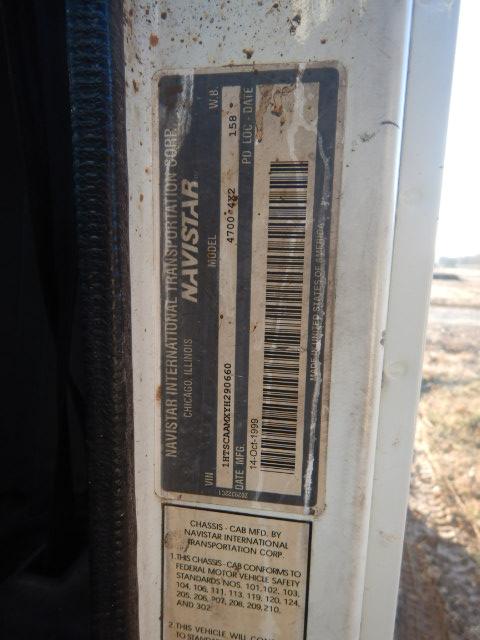 NAVISTAR INTERNATIONAL TRANSPORTATION CORP.
CHICAGO, ILLINOIS
NAVISTAR
VIN MODEL W.B.
1HTSCAAMXYH290660 4700*4X2 158
DATE MFG. PD LOC - DATE
14-Oct-1999
MADE IN UNITED STATES OF AMERICA
CHASSIS - CAB MFD. BY
NAVISTAR INTERNATIONAL
TRANSPORTATION CORP.
1. THIS CHASSIS - CAB CONFORMS TO
FEDERAL MOTOR VEHICLE SAFETY
STANDARDS NOS. 101, 102, 103,
104, 106, 111, 113, 119, 120, 124,
205, 206, 207, 208, 209, 210,
AND 302
2. THIS VEHICLE WILL